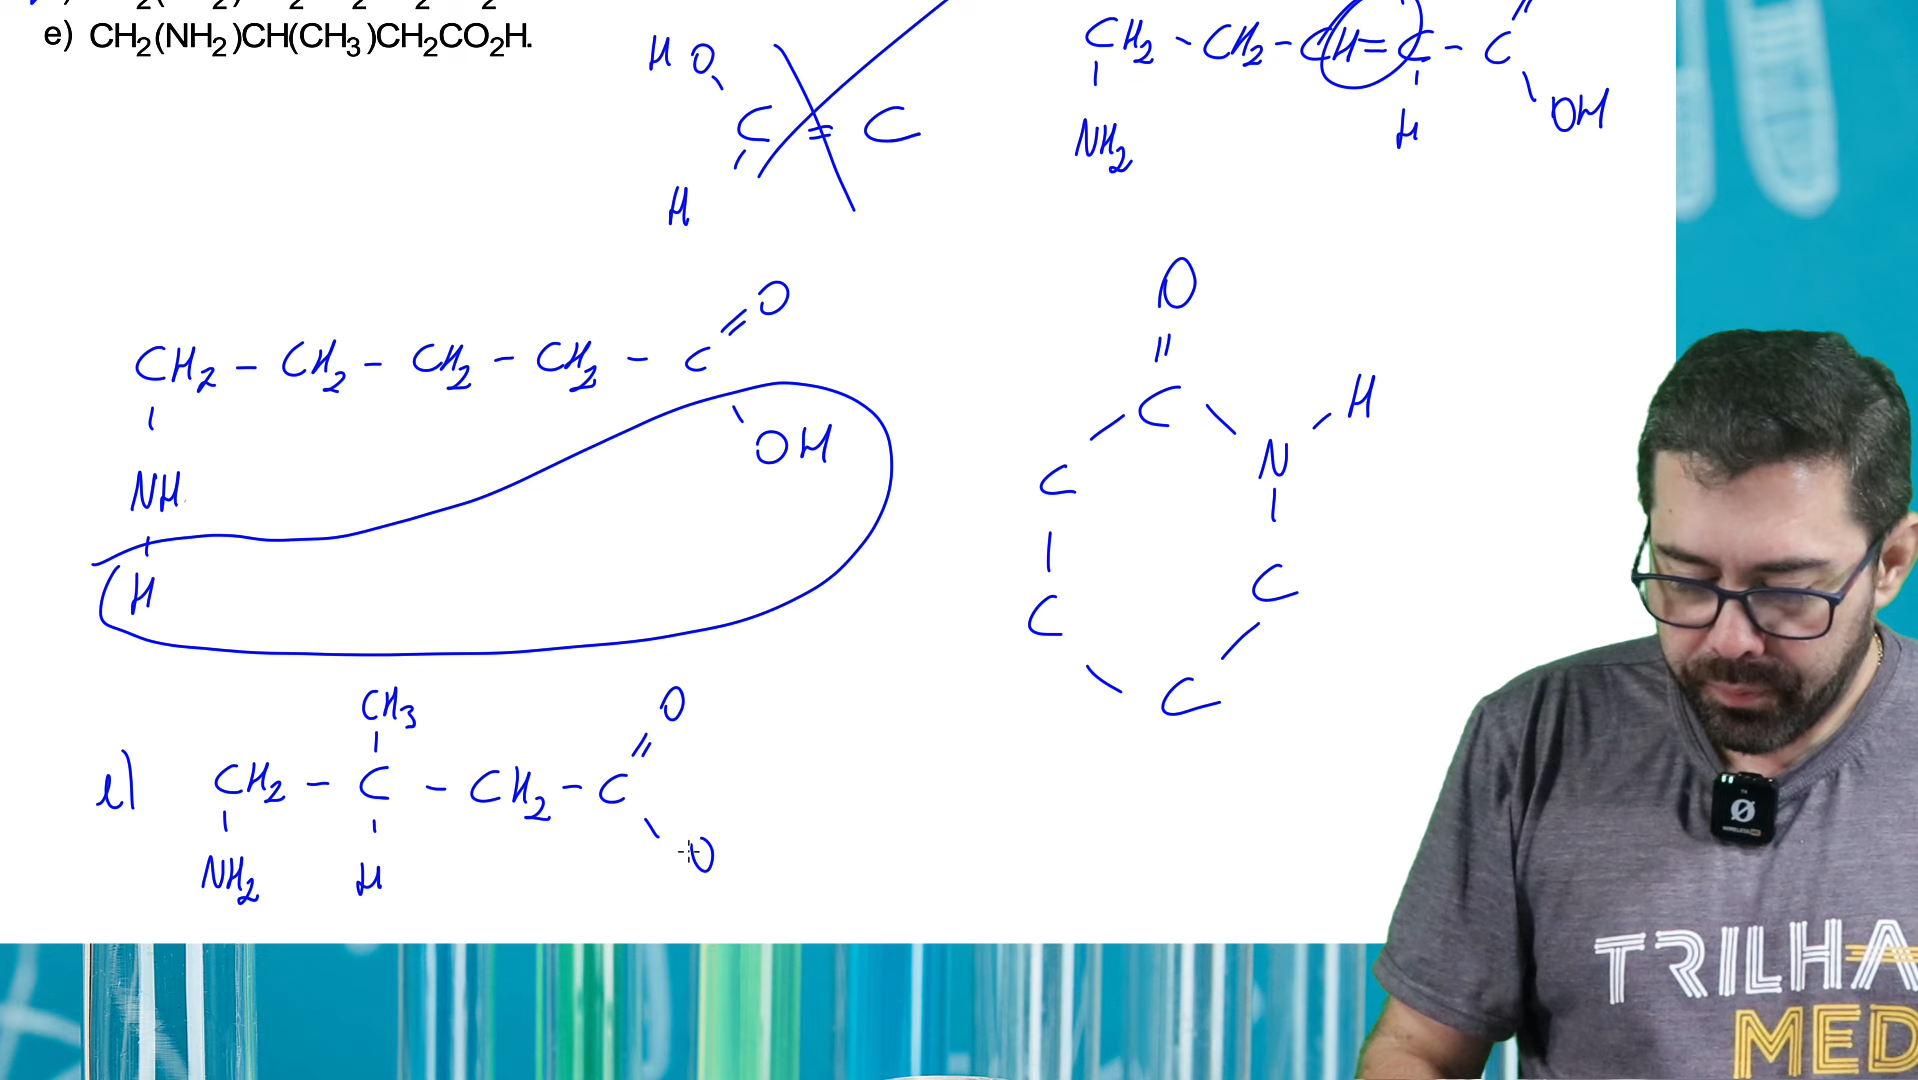 e) CH₂(NH₂)CH(CH₃)CH₂CO₂H.
CH₂ - CH₂ - CH = C - C
NH₂ H OH
HO
C = C
H
CH₂ - CH₂ - CH₂ - CH₂ - C = O
OH
NH
H
O
C
N H
C
C
C
C
CH₃ O
e) CH₂ - C - CH₂ - C
NH₂ H O
TRILHA
MED